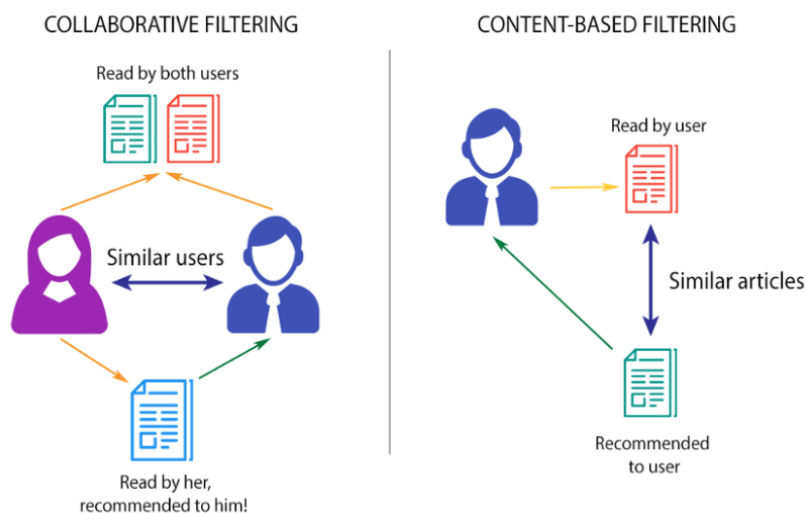 COLLABORATIVE FILTERING
Read by both users
Similar users
Read by her,
recommended to him!
CONTENT-BASED FILTERING
Read by user
Similar articles
Recommended
to user